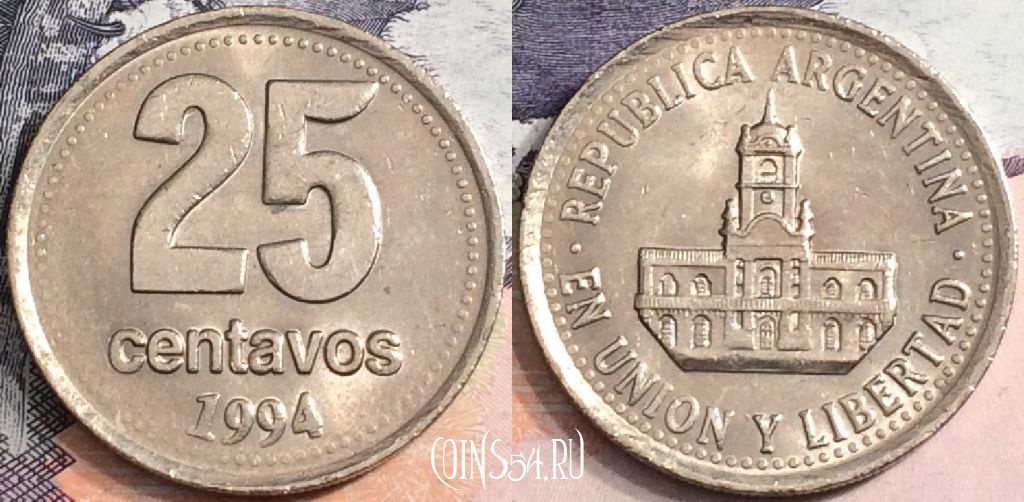 25
centavos
1994
· REPUBLICA ARGENTINA ·
EN UNION Y LIBERTAD
COINS54.RU